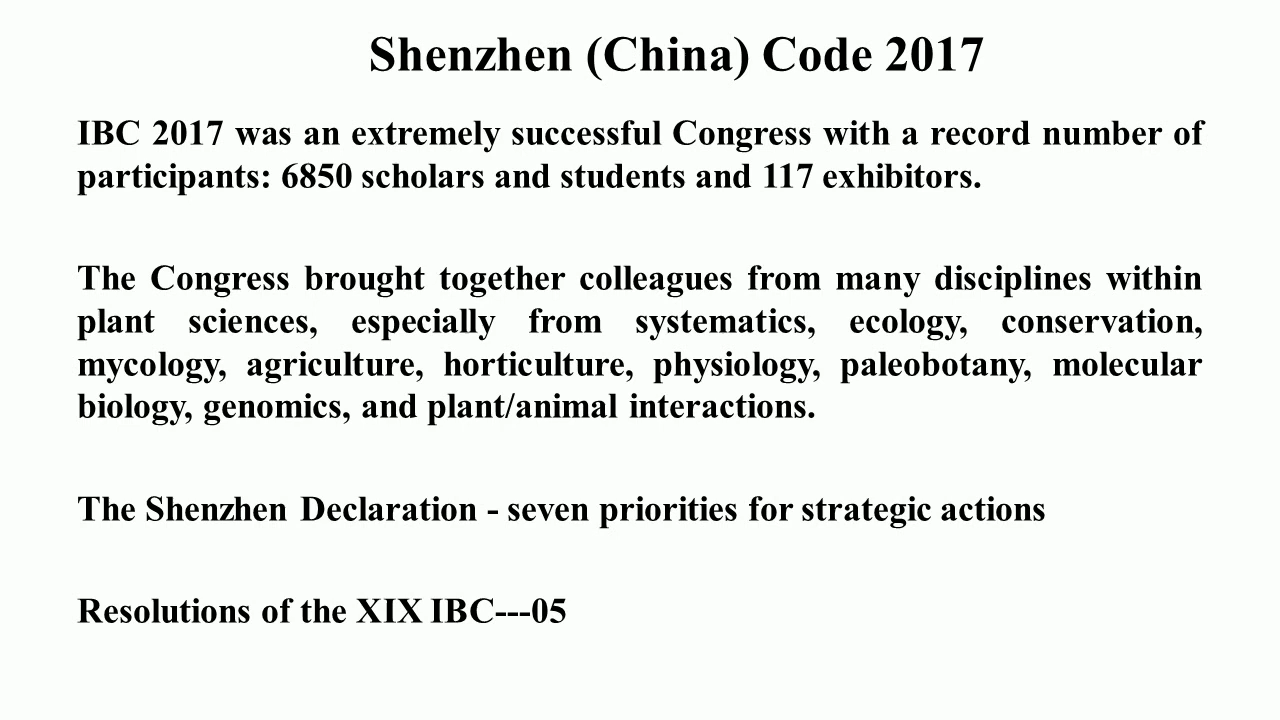 Shenzhen (China) Code 2017
IBC 2017 was an extremely successful Congress with a record number of
participants: 6850 scholars and students and 117 exhibitors.
The Congress brought together colleagues from many disciplines within
plant sciences, especially from systematics, ecology, conservation,
mycology, agriculture, horticulture, physiology, paleobotany, molecular
biology, genomics, and plant/animal interactions.
The Shenzhen Declaration - seven priorities for strategic actions
Resolutions of the XIX IBC---05